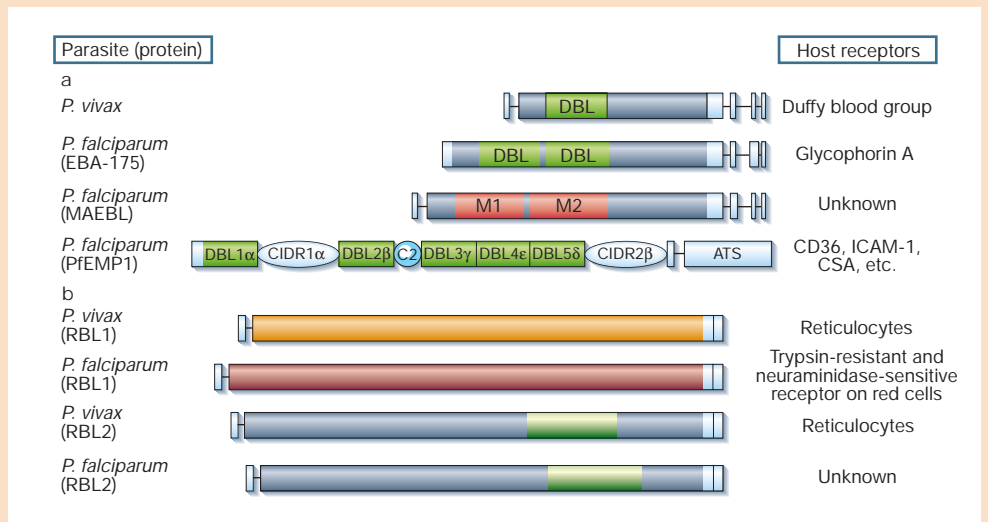 Parasite (protein)
Host receptors
a
P. vivax
DBL
Duffy blood group
P. falciparum
(EBA-175)
DBL
DBL
Glycophorin A
P. falciparum
(MAEBL)
M1
M2
Unknown
P. falciparum
(PfEMP1)
DBL1α
CIDR1α
DBL2β
C2
DBL3γ
DBL4ε
DBL5δ
CIDR2β
ATS
CD36, ICAM-1,
CSA, etc.
b
P. vivax
(RBL1)
Reticulocytes
P. falciparum
(RBL1)
Trypsin-resistant and
neuraminidase-sensitive
receptor on red cells
P. vivax
(RBL2)
Reticulocytes
P. falciparum
(RBL2)
Unknown